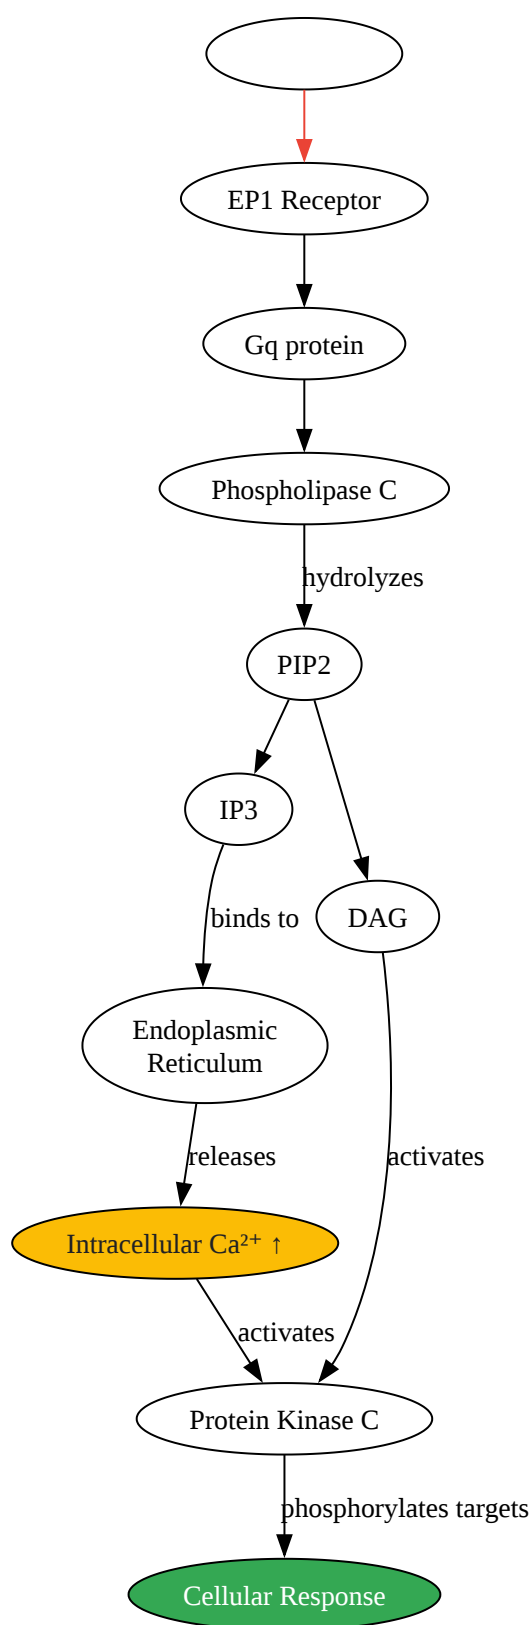 EP1 Receptor
Gq protein
Phospholipase C
hydrolyzes
PIP2
IP3
DAG
binds to
Endoplasmic
Reticulum
releases
activates
Intracellular Ca²⁺ ↑
activates
Protein Kinase C
phosphorylates targets
Cellular Response